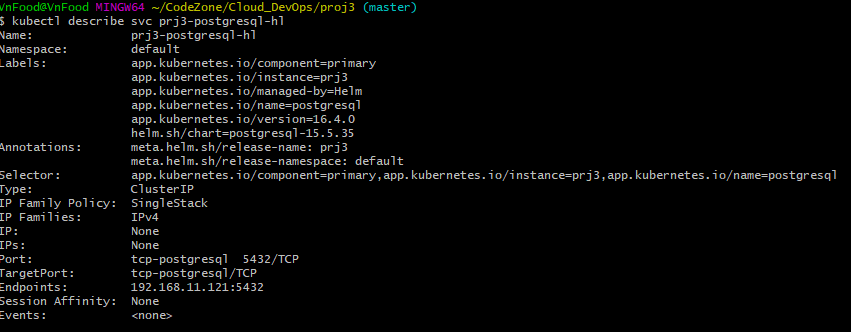 VnFood@VnFood MINGW64 ~/CodeZone/Cloud_DevOps/proj3 (master)
$ kubectl describe svc prj3-postgresql-hl
Name:              prj3-postgresql-hl
Namespace:         default
Labels:            app.kubernetes.io/component=primary
                   app.kubernetes.io/instance=prj3
                   app.kubernetes.io/managed-by=Helm
                   app.kubernetes.io/name=postgresql
                   app.kubernetes.io/version=16.4.0
                   helm.sh/chart=postgresql-15.5.35
Annotations:       meta.helm.sh/release-name: prj3
                   meta.helm.sh/release-namespace: default
Selector:          app.kubernetes.io/component=primary,app.kubernetes.io/instance=prj3,app.kubernetes.io/name=postgresql
Type:              ClusterIP
IP Family Policy:  SingleStack
IP Families:       IPv4
IP:                None
IPs:               None
Port:              tcp-postgresql  5432/TCP
TargetPort:        tcp-postgresql/TCP
Endpoints:         192.168.11.121:5432
Session Affinity:  None
Events:            <none>